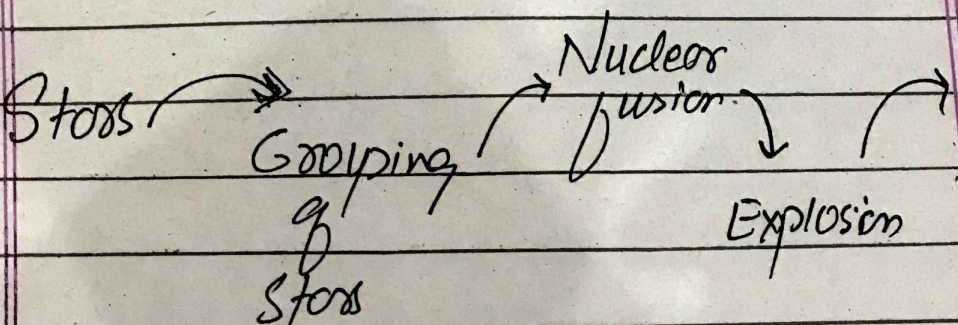 Stars
Grouping
of
Stars
Nuclear
fusion.
Explosion